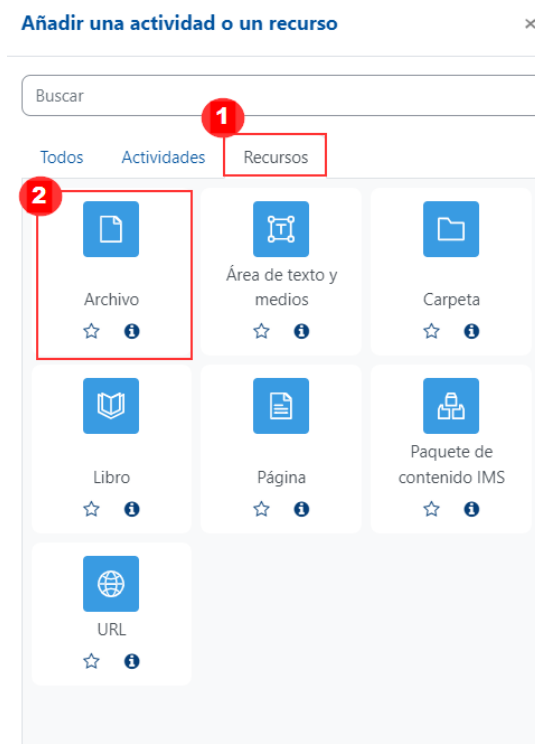 Añadir una actividad o un recurso
×
Buscar
1
Todos Actividades Recursos
2
Archivo
Área de texto y
medios
Carpeta
Libro
Página
Paquete de
contenido IMS
URL